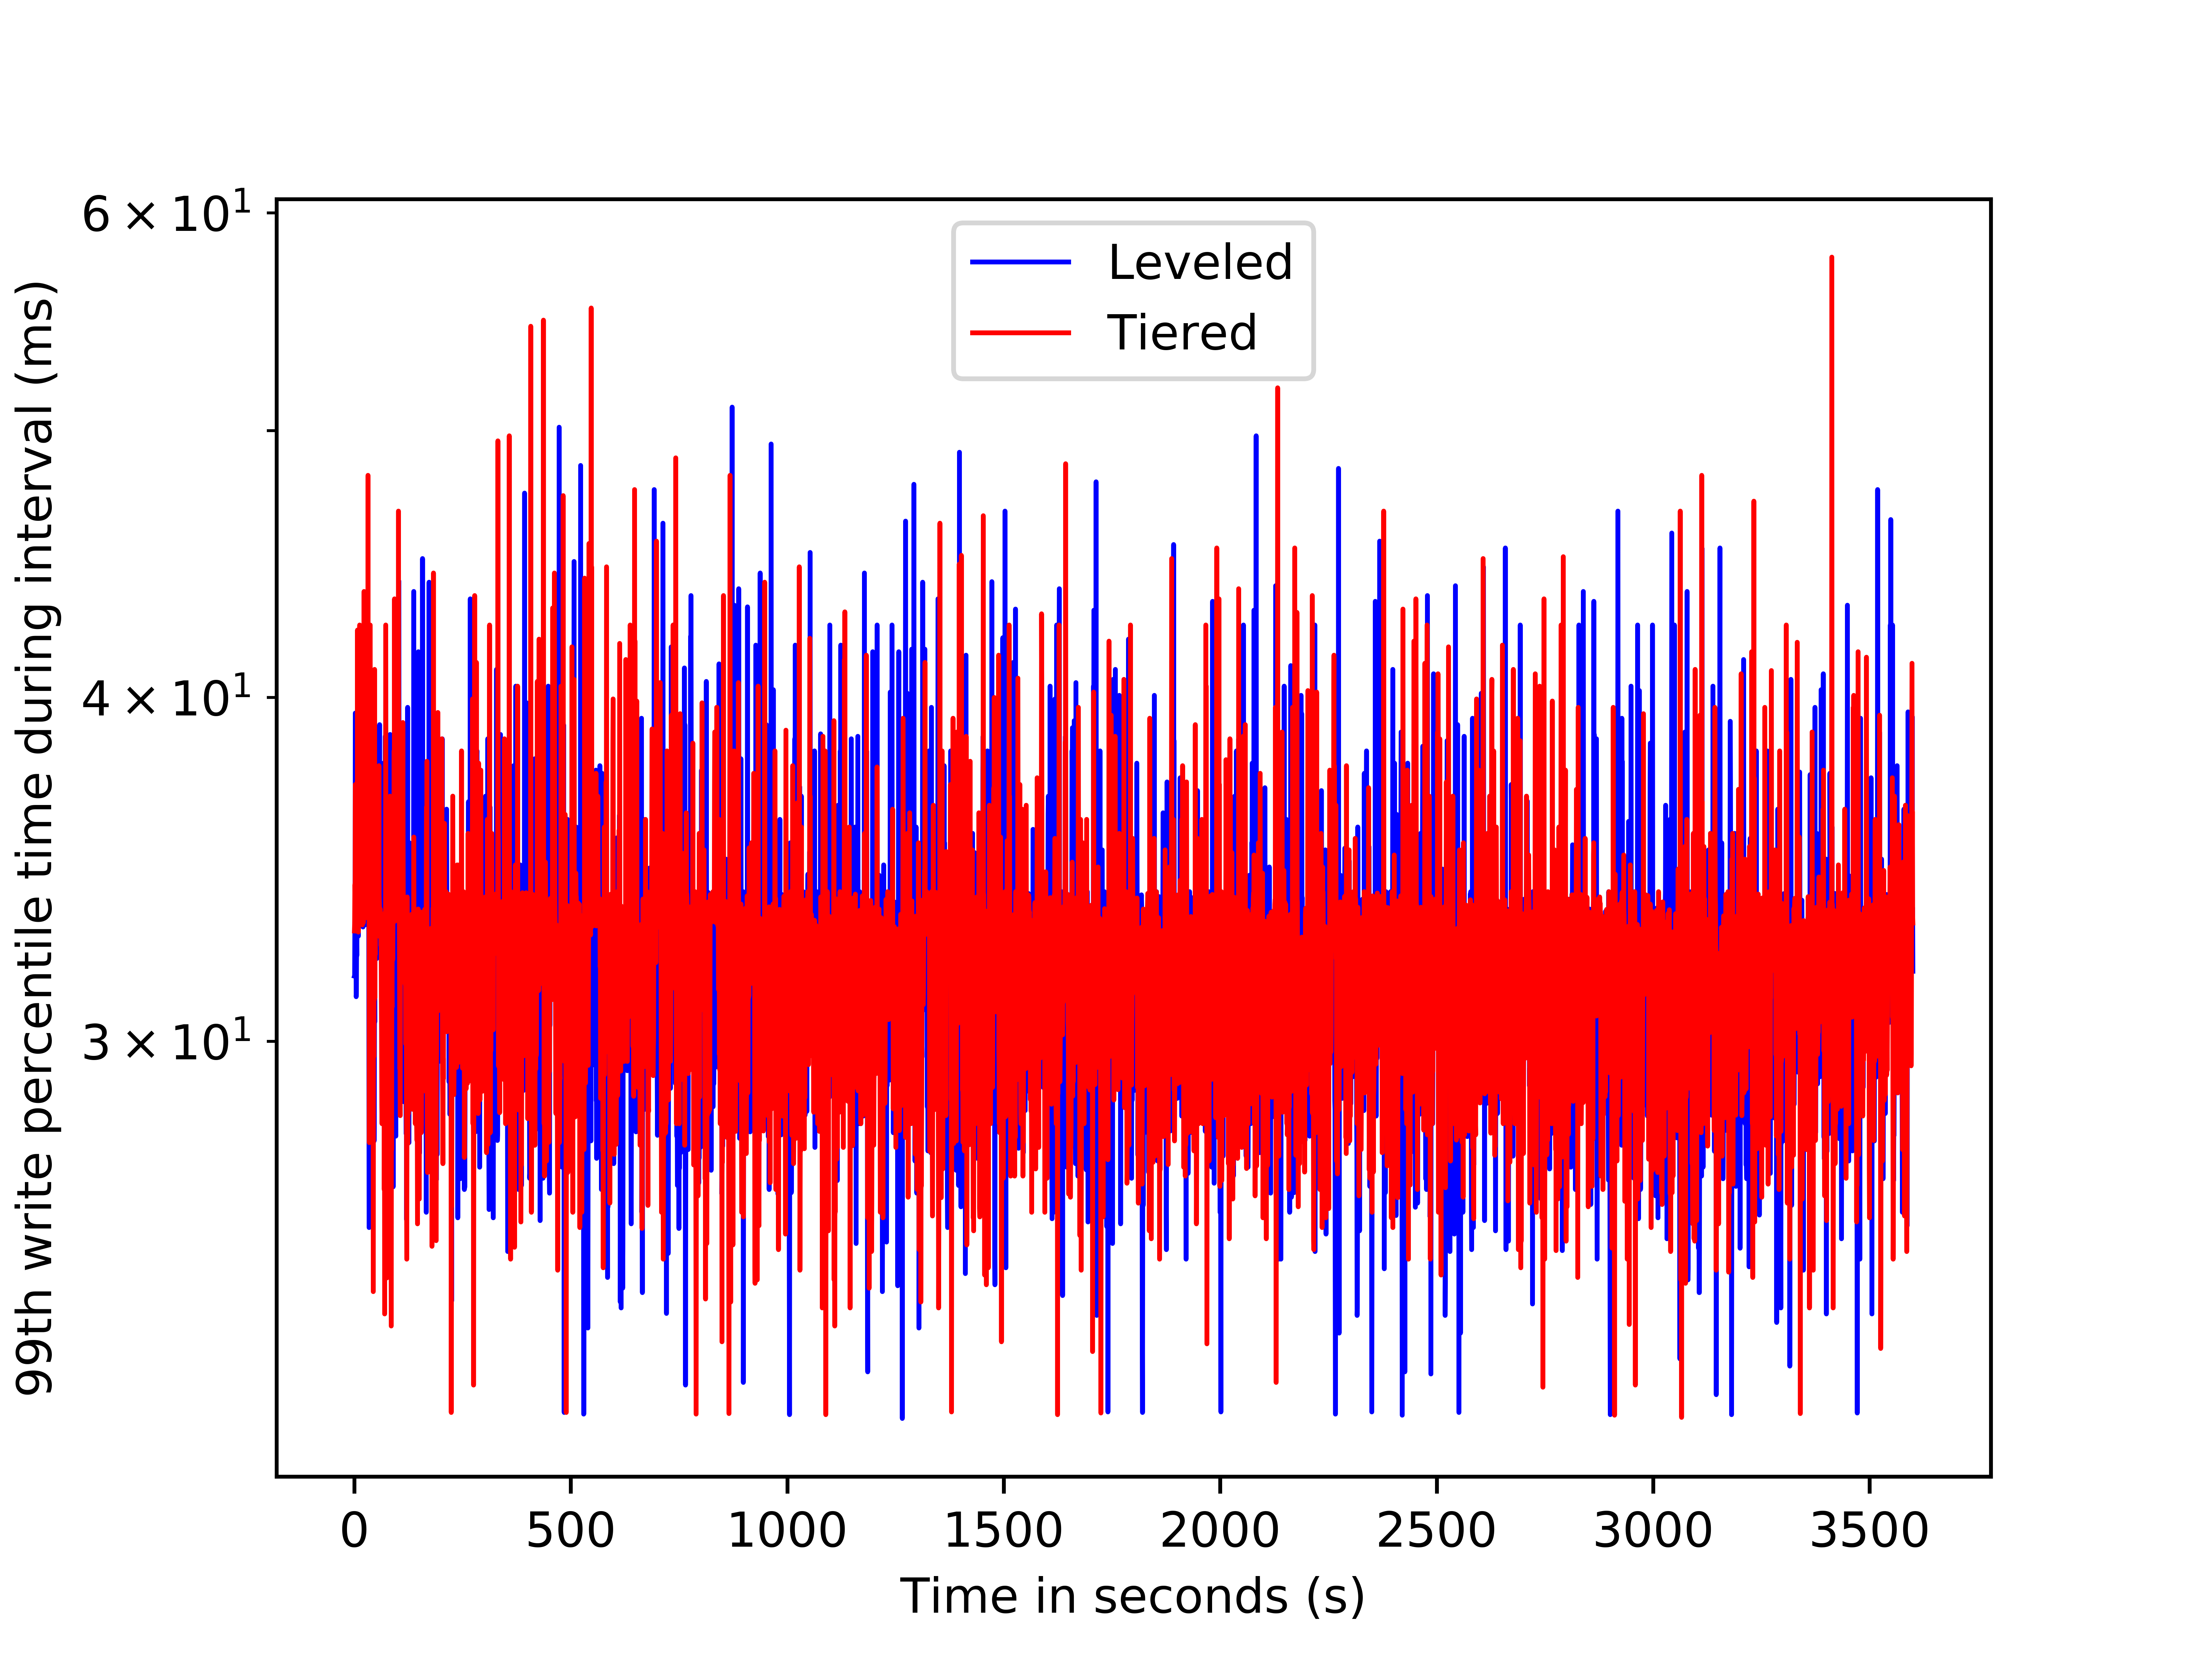 6 × 10¹
4 × 10¹
3 × 10¹
99th write percentile time during interval (ms)
Leveled
Tiered
0 500 1000 1500 2000 2500 3000 3500
Time in seconds (s)